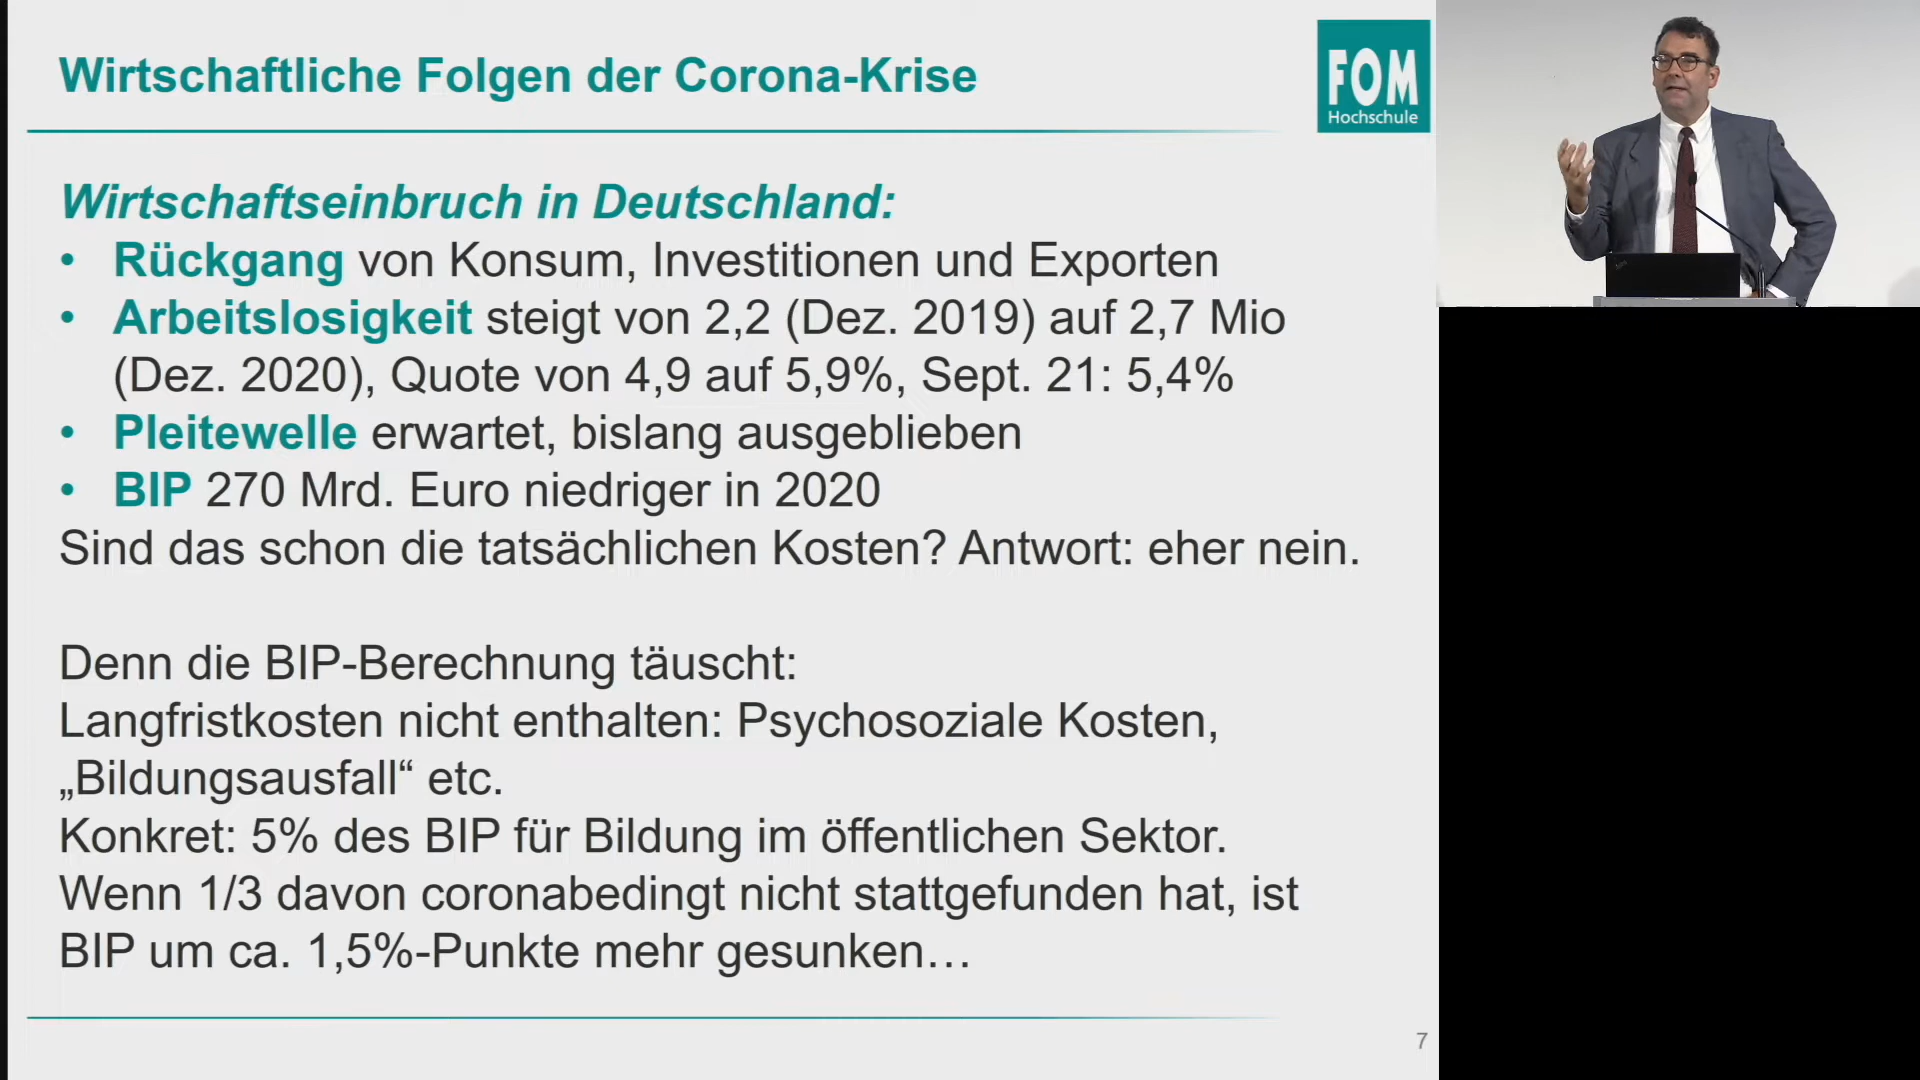 Wirtschaftliche Folgen der Corona-Krise
FOM
Hochschule
Wirtschaftseinbruch in Deutschland:
• Rückgang von Konsum, Investitionen und Exporten
• Arbeitslosigkeit steigt von 2,2 (Dez. 2019) auf 2,7 Mio
(Dez. 2020), Quote von 4,9 auf 5,9%, Sept. 21: 5,4%
• Pleitewelle erwartet, bislang ausgeblieben
• BIP 270 Mrd. Euro niedriger in 2020
Sind das schon die tatsächlichen Kosten? Antwort: eher nein.
Denn die BIP-Berechnung täuscht:
Langfristkosten nicht enthalten: Psychosoziale Kosten,
„Bildungsausfall“ etc.
Konkret: 5% des BIP für Bildung im öffentlichen Sektor.
Wenn 1/3 davon coronabedingt nicht stattgefunden hat, ist
BIP um ca. 1,5%-Punkte mehr gesunken…
7